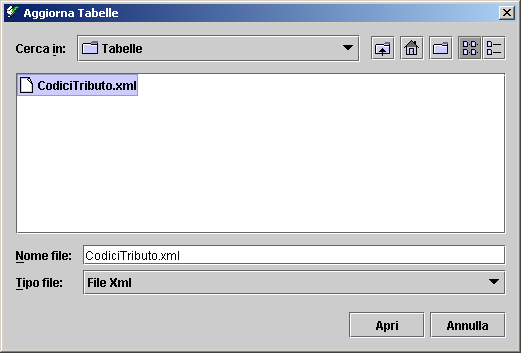 Aggiorna Tabelle
Cerca in: Tabelle
CodiciTributo.xml
Nome file: CodiciTributo.xml
Tipo file: File Xml
Apri Annulla